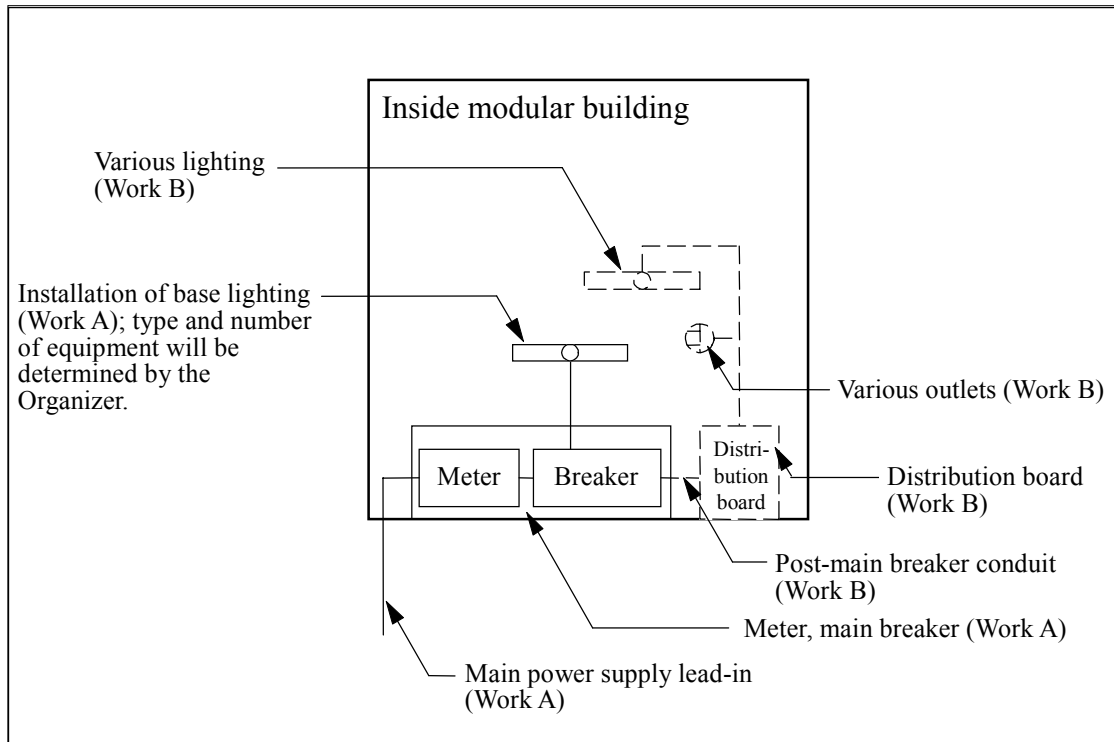 Inside modular building
Various lighting
(Work B)
Installation of base lighting
(Work A); type and number
of equipment will be
determined by the
Organizer.
Various outlets (Work B)
Meter
Breaker
Distri-
bution
board
Distribution board
(Work B)
Post-main breaker conduit
(Work B)
Meter, main breaker (Work A)
Main power supply lead-in
(Work A)